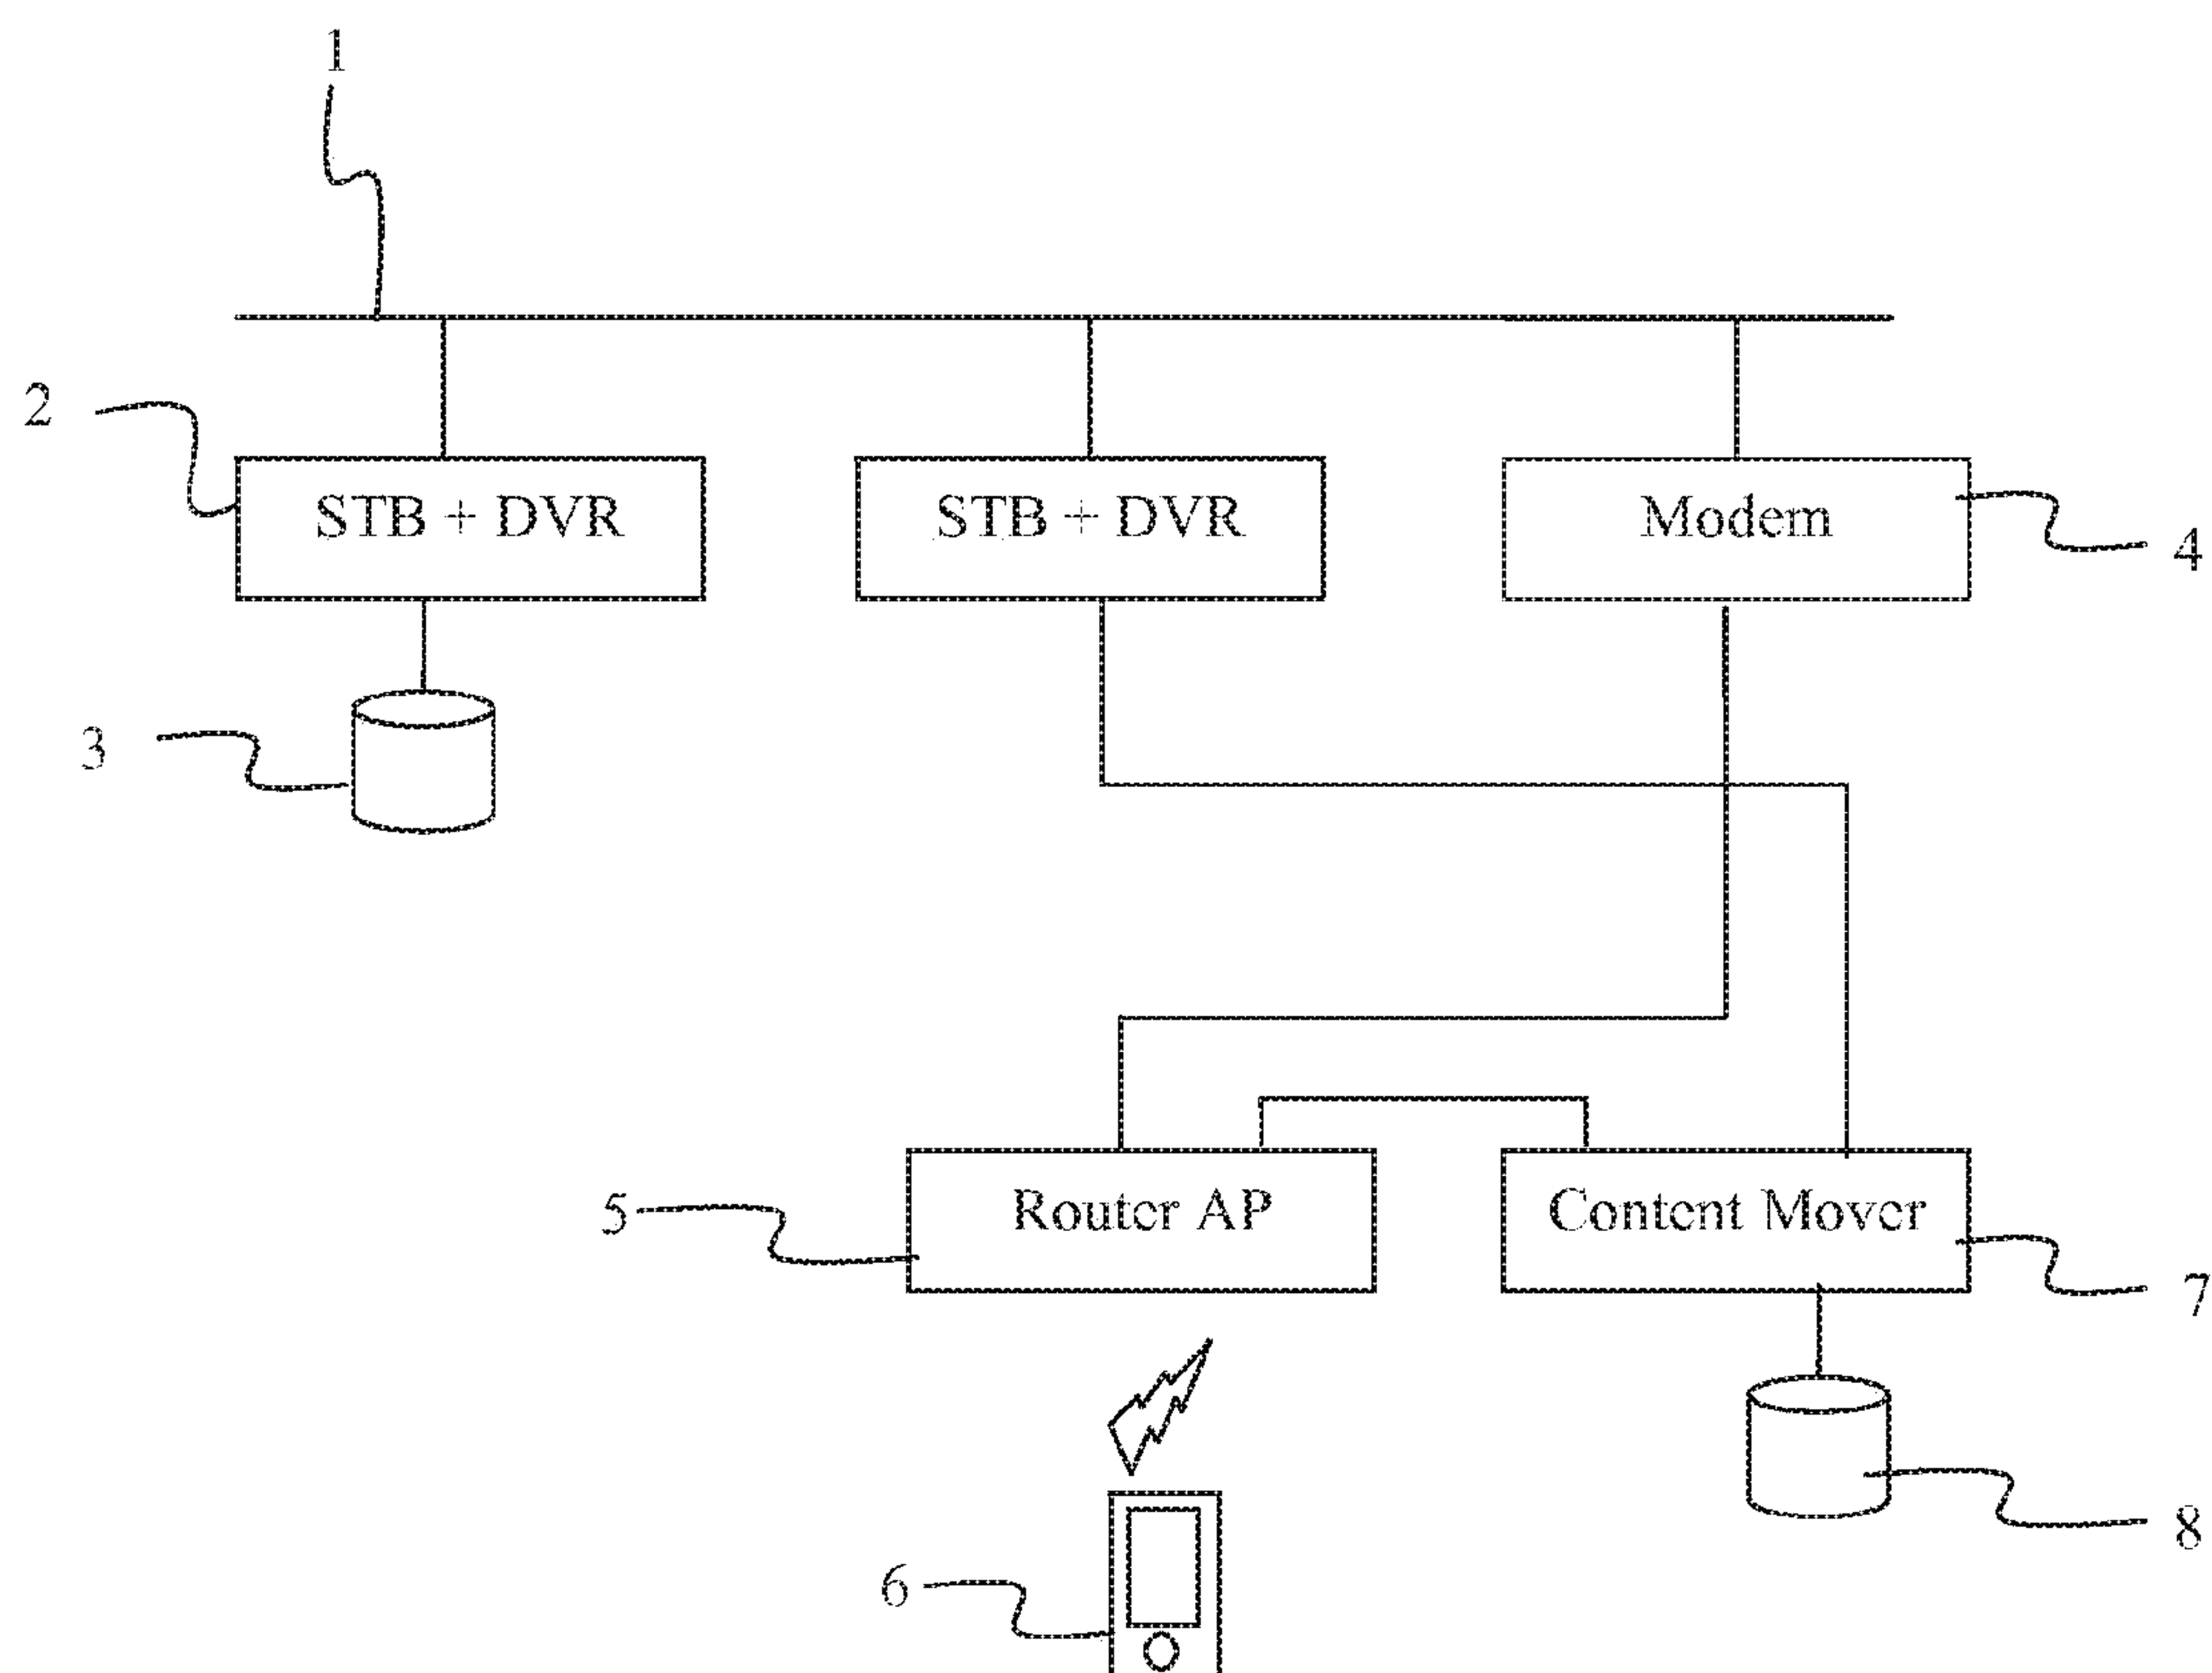 1
2
STB + DVR
STB + DVR
Modem
4
3
5
Router AP
Content Mover
7
6
8